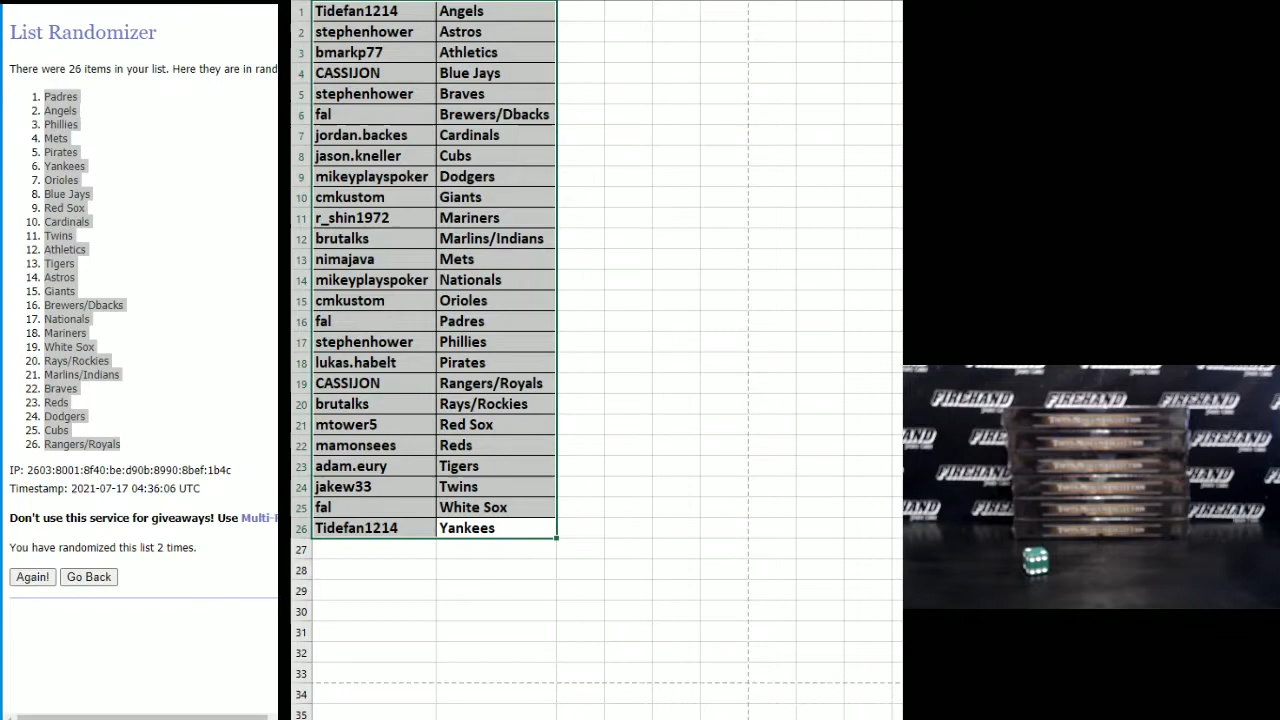 List Randomizer
There were 26 items in your list. Here they are in rand
1. Padres
2. Angels
3. Phillies
4. Mets
5. Pirates
6. Yankees
7. Orioles
8. Blue Jays
9. Red Sox
10. Cardinals
11. Twins
12. Athletics
13. Tigers
14. Astros
15. Giants
16. Brewers/Dbacks
17. Nationals
18. Mariners
19. White Sox
20. Rays/Rockies
21. Marlins/Indians
22. Braves
23. Reds
24. Dodgers
25. Cubs
26. Rangers/Royals
IP: 2603:8001:8f40:be:d90b:8990:8bef:1b4c
Timestamp: 2021-07-17 04:36:06 UTC
Don't use this service for giveaways! Use Multi-
You have randomized this list 2 times.
Again! Go Back
1 Tidefan1214 Angels
2 stephenhower Astros
3 bmarkp77 Athletics
4 CASSIJON Blue Jays
5 stephenhower Braves
6 fal Brewers/Dbacks
7 jordan.backes Cardinals
8 jason.kneller Cubs
9 mikeyplayspoker Dodgers
10 cmkustom Giants
11 r_shin1972 Mariners
12 brutalks Marlins/Indians
13 nimajava Mets
14 mikeyplayspoker Nationals
15 cmkustom Orioles
16 fal Padres
17 stephenhower Phillies
18 lukas.habelt Pirates
19 CASSIJON Rangers/Royals
20 brutalks Rays/Rockies
21 mtower5 Red Sox
22 mamonsees Reds
23 adam.eury Tigers
24 jakew33 Twins
25 fal White Sox
26 Tidefan1214 Yankees
27
28
29
30
31
32
33
34
35
FIREHAND FIREHAND FIREHAND
FIREHAND
FIREHAND
FIREHAND